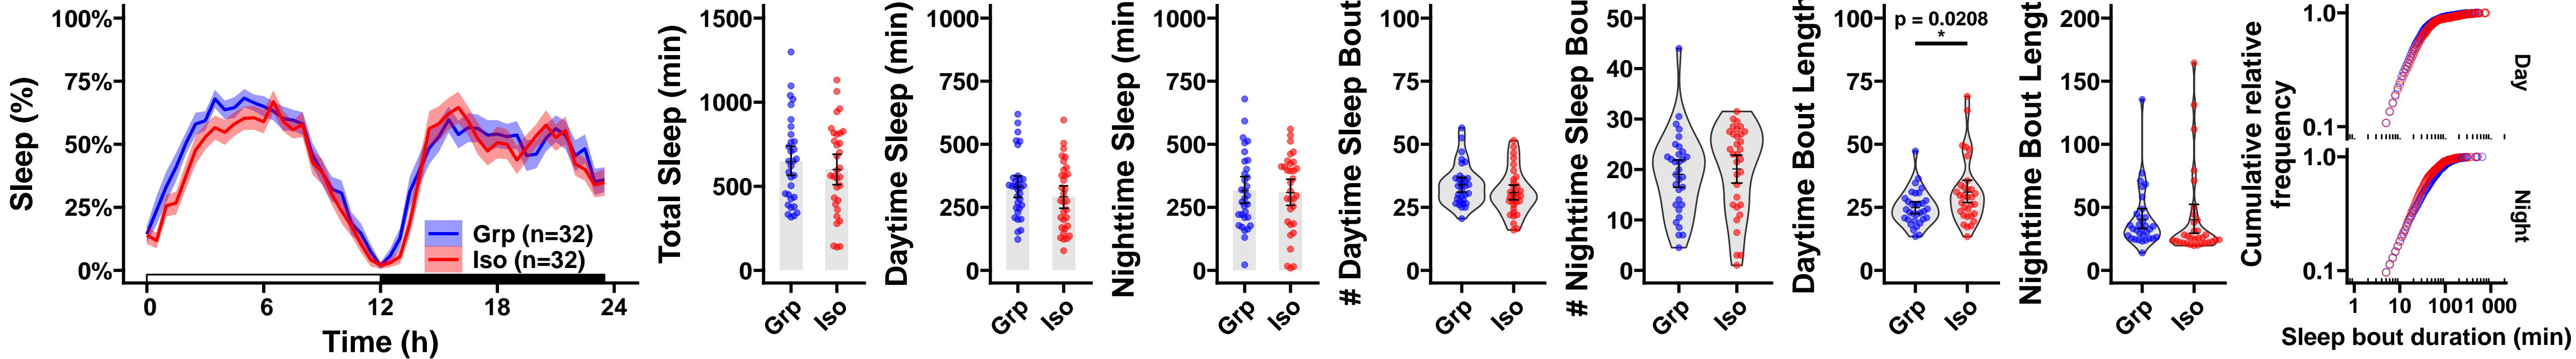 100%
75%
50%
25%
0%
Sleep (%)
Grp (n=32)
Iso (n=32)
0 6 12 18 24
Time (h)
Total Sleep (min)
1500
1000
500
0
Grp Iso
Daytime Sleep (min)
1000
750
500
250
0
Grp Iso
Nighttime Sleep (min
1000
750
500
250
0
Grp Iso
# Daytime Sleep Bout
100
75
50
25
0
Grp Iso
# Nighttime Sleep Bou
50
40
30
20
10
0
Grp Iso
Daytime Bout Length
100
75
50
25
0
p = 0.0208
*
Grp Iso
Nighttime Bout Lengt
200
150
100
50
0
Grp Iso
Cumulative relative
frequency
1.0
0.1
Day
1.0
0.1
Night
1 10 100 1 000
Sleep bout duration (min)